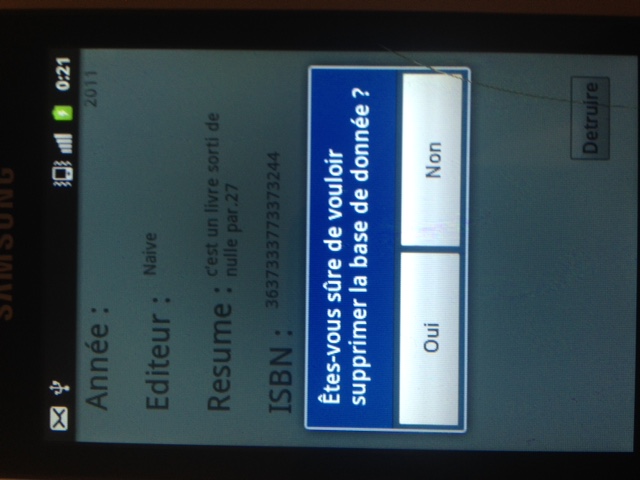 SAMSUNG
0:21
Année : 2011
Editeur : Naive
Resume : c'est un livre sorti de
nulle par.27
ISBN : 3637333773373244
Êtes-vous sûre de vouloir
supprimer la base de donnée ?
Oui Non
Detruire